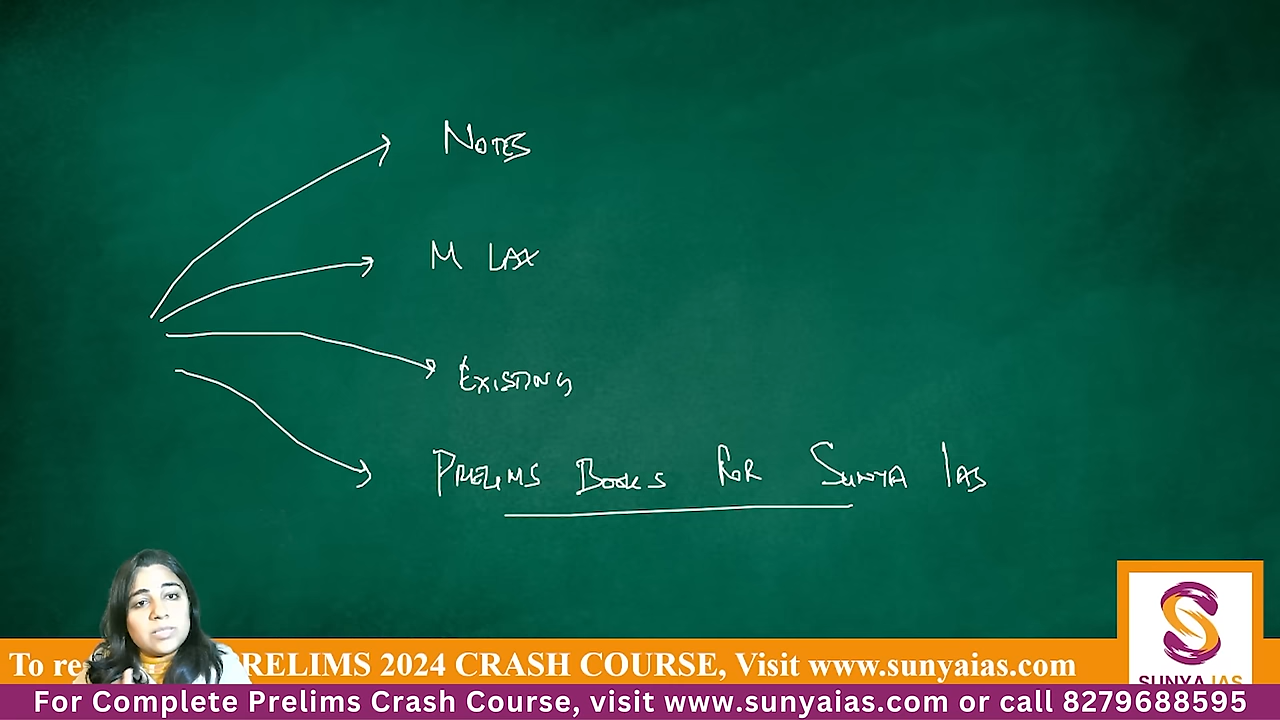 NOTES
M LAX
EXISTING
PRELIMS BOOKS FOR SUNYA IAS
To re RELIMS 2024 CRASH COURSE, Visit www.sunyaias.com
SUNYA IAS
For Complete Prelims Crash Course, visit www.sunyaias.com or call 8279688595